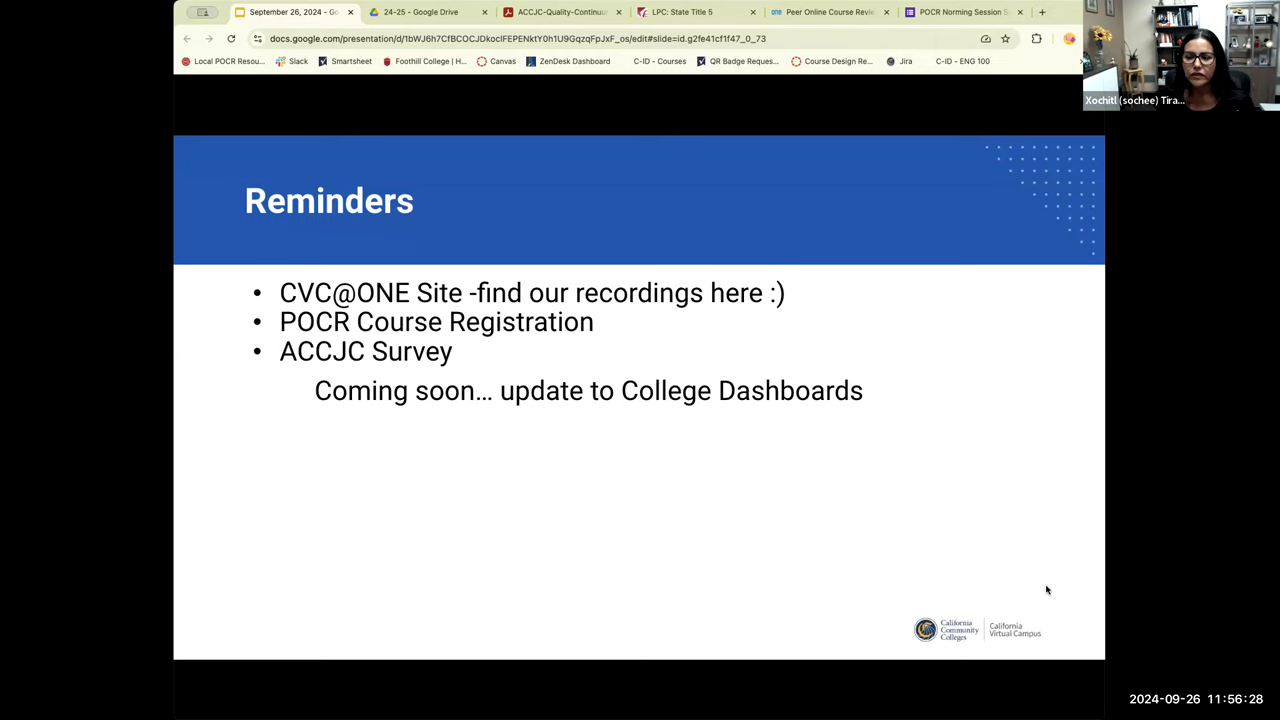 September 26, 2024 - Go
24-25 - Google Drive
ACCJC-Quality-Continuu
LPC: State Title 5
Peer Online Course Revie
POCR Norming Session S
docs.google.com/presentation/d/1bWJ6h7CfBCOCJDkoclFEPENktY0h1U9GqzqFpJxF_os/edit#slide=id.g2fe41cf1f47_0_73
Local POCR Resou...
Slack
Smartsheet
Foothill College | H...
Canvas
ZenDesk Dashboard
C-ID - Courses
QR Badge Reques...
Course Design Re...
Jira
C-ID - ENG 100
Xochitl (sochee) Tira...
Reminders
• CVC@ONE Site -find our recordings here :)
• POCR Course Registration
• ACCJC Survey
Coming soon... update to College Dashboards
California
Community
Colleges
California
Virtual Campus
2024-09-26 11:56:28